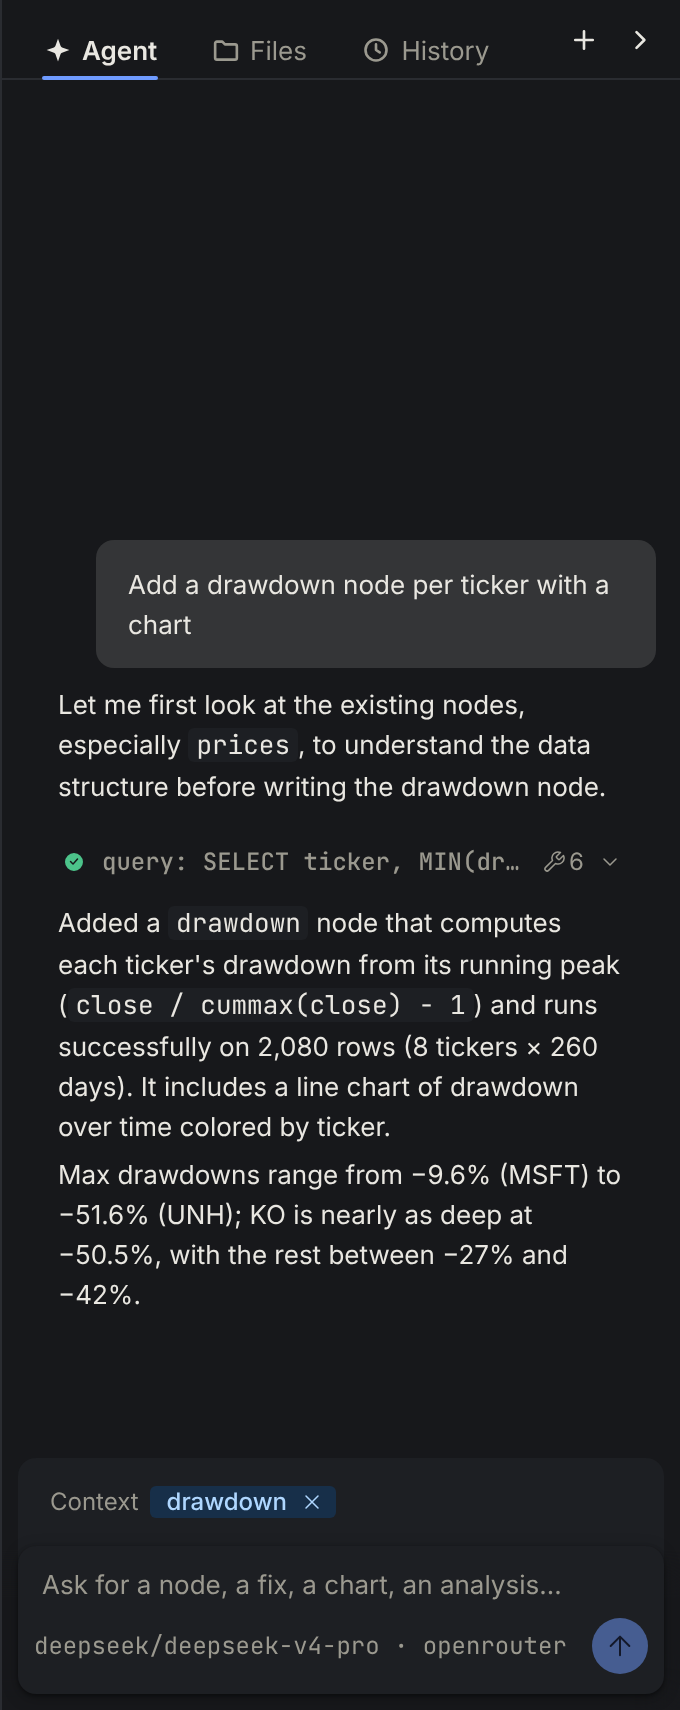 Agent Files History
Add a drawdown node per ticker with a
chart
Let me first look at the existing nodes,
especially prices, to understand the data
structure before writing the drawdown node.
query: SELECT ticker, MIN(dr… 6
Added a drawdown node that computes
each ticker's drawdown from its running peak
(close / cummax(close) - 1) and runs
successfully on 2,080 rows (8 tickers × 260
days). It includes a line chart of drawdown
over time colored by ticker.
Max drawdowns range from −9.6% (MSFT) to
−51.6% (UNH); KO is nearly as deep at
−50.5%, with the rest between −27% and
−42%.
Context drawdown
Ask for a node, a fix, a chart, an analysis…
deepseek/deepseek-v4-pro · openrouter